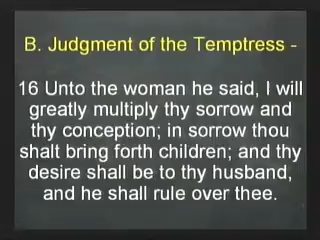 B. Judgment of the Temptress -
16 Unto the woman he said, I will
greatly multiply thy sorrow and
thy conception; in sorrow thou
shalt bring forth children; and thy
desire shall be to thy husband,
and he shall rule over thee.